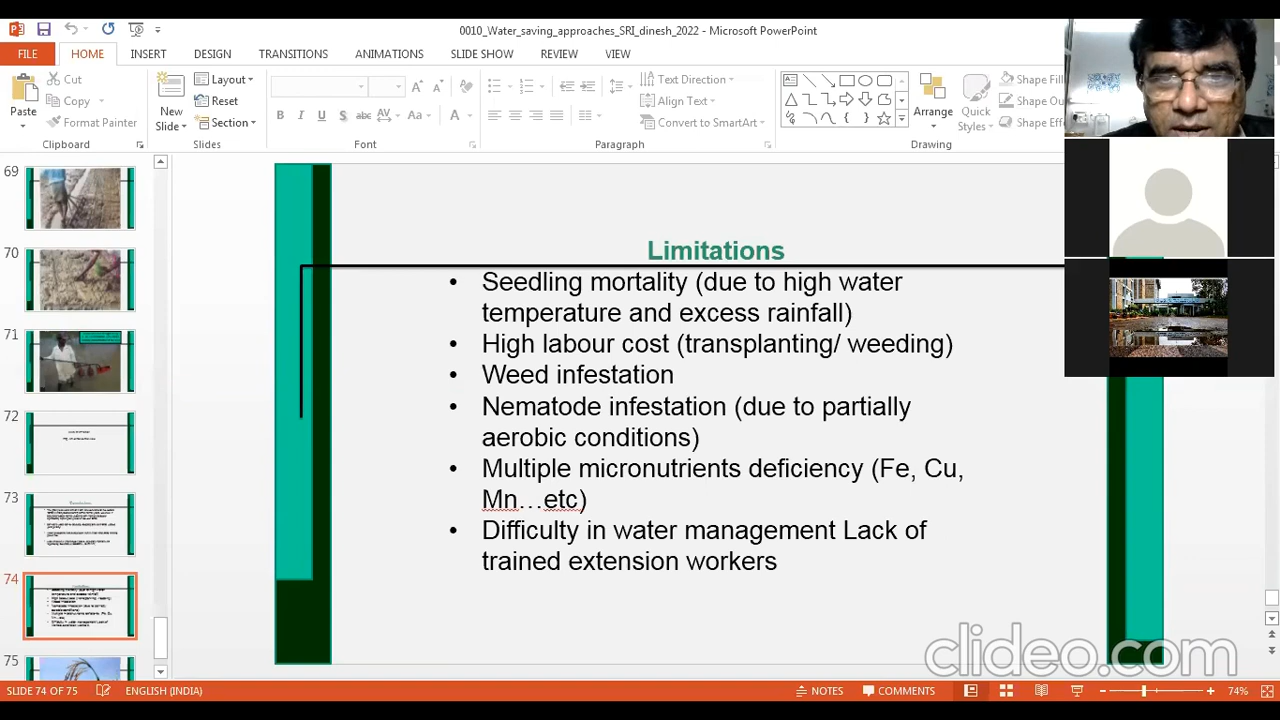 0010_Water_saving_approaches_SRI_dinesh_2022 - Microsoft PowerPoint
FILE HOME INSERT DESIGN TRANSITIONS ANIMATIONS SLIDE SHOW REVIEW VIEW
Cut
Copy
Format Painter
Paste
Clipboard
New
Slide
Layout
Reset
Section
Slides
B I U S abc AV Aa A
Font
Text Direction
Align Text
Convert to SmartArt
Paragraph
Arrange
Quick
Styles
Shape Fil
Shape Ou
Shape Eff
Drawing
69
70
71
72
73
74
75
Limitations
• Seedling mortality (due to high water
temperature and excess rainfall)
• High labour cost (transplanting/ weeding)
• Weed infestation
• Nematode infestation (due to partially
aerobic conditions)
• Multiple micronutrients deficiency (Fe, Cu,
Mn…etc)
• Difficulty in water management Lack of
trained extension workers
clideo.com
SLIDE 74 OF 75 ENGLISH (INDIA) NOTES COMMENTS 74%